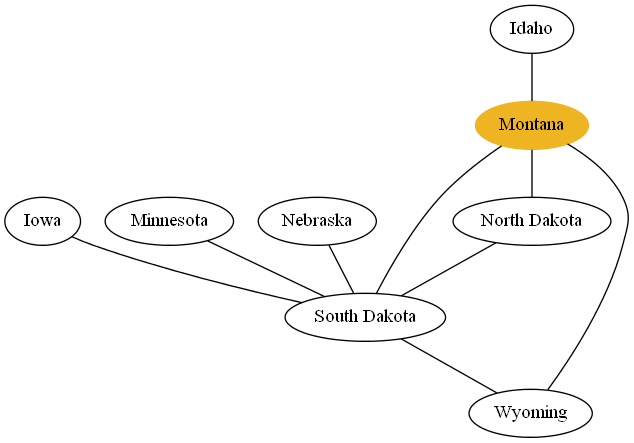 Idaho
Montana
Iowa
Minnesota
Nebraska
North Dakota
South Dakota
Wyoming